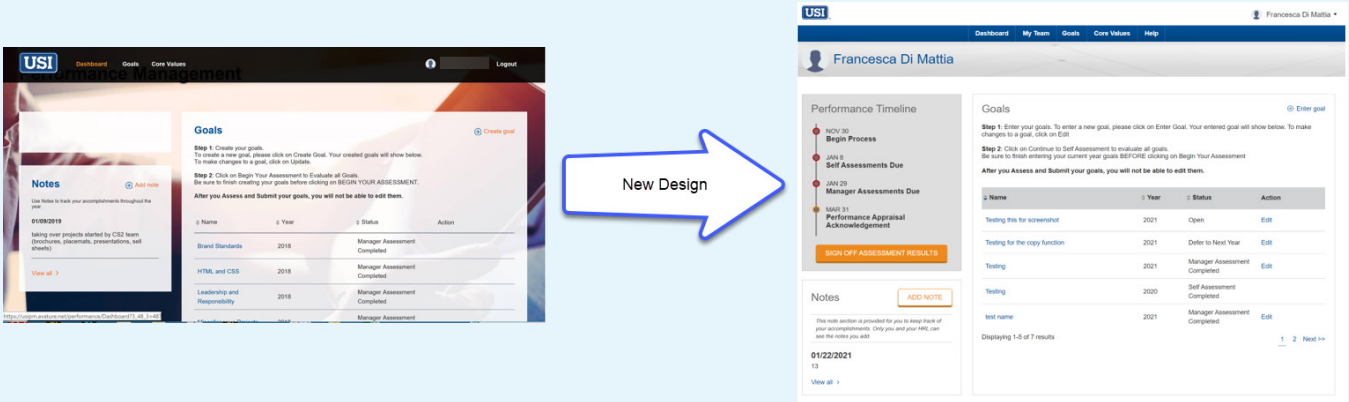 USI
Dashboard Goals Core Values
Logout
Performance Management
Goals
Create goal
Step 1: Create your goals.
To create a new goal, please click on Create Goal. Your created goals will show below.
To make changes to a goal, click on Update.
Step 2: Click on Begin Your Assessment to Evaluate all Goals.
Be sure to finish creating your goals before clicking on BEGIN YOUR ASSESSMENT.
After you Assess and Submit your goals, you will not be able to edit them.
Name Year Status Action
Brand Standards 2018 Manager Assessment Completed
HTML and CSS 2018 Manager Assessment Completed
Leadership and Responsibility 2018 Manager Assessment Completed
2018 Manager Assessment
Notes
Add note
Use Notes to track your accomplishments throughout the
year.
01/09/2019
taking over projects started by CS2 team
(brochures, placemats, presentations, sell
sheets)
View all >
New Design
USI
Francesca Di Mattia
Dashboard My Team Goals Core Values Help
Francesca Di Mattia
Performance Timeline
NOV 30
Begin Process
JAN 8
Self Assessments Due
JAN 29
Manager Assessments Due
MAR 31
Performance Appraisal
Acknowledgement
SIGN OFF ASSESSMENT RESULTS
Notes
ADD NOTE
This note section is provided for you to keep track of
your accomplishments. Only you and your HRL can
see the notes you add.
01/22/2021
13
View all >
Goals
Enter goal
Step 1: Enter your goals. To enter a new goal, please click on Enter Goal. Your entered goal will show below. To make
changes to a goal, click on Edit
Step 2: Click on Continue to Self Assessment to evaluate all goals.
Be sure to finish entering your current year goals BEFORE clicking on Begin Your Assessment
After you Assess and Submit your goals, you will not be able to edit them.
Name Year Status Action
Testing this for screenshot 2021 Open Edit
Testing for the copy function 2021 Defer to Next Year Edit
Testing 2021 Manager Assessment Completed Edit
Testing 2020 Self Assessment Completed
test name 2021 Manager Assessment Completed Edit
Displaying 1-5 of 7 results
1 2 Next >>